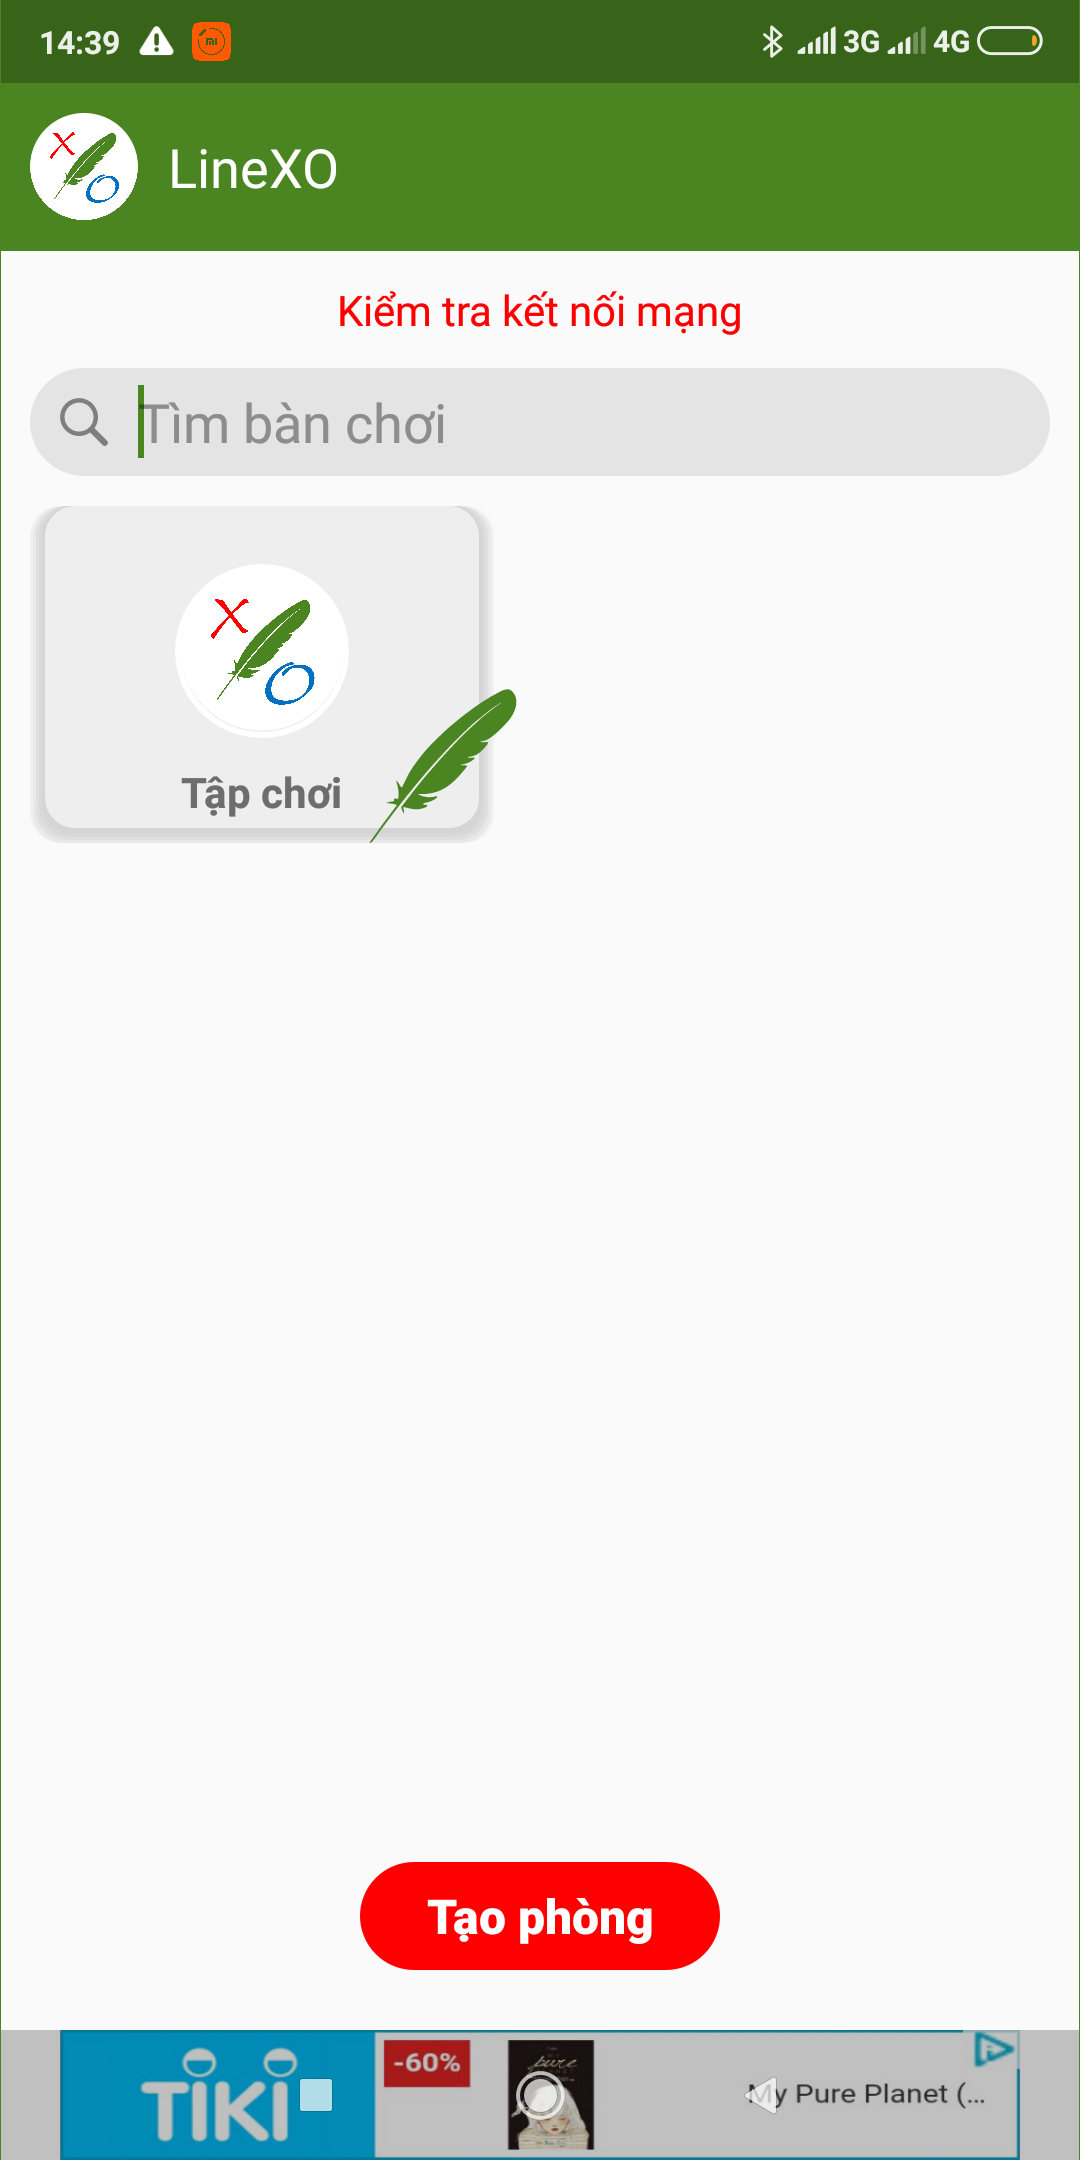 14:39
3G 4G
LineXO
Kiểm tra kết nối mạng
Tìm bàn chơi
X
O
Tập chơi
Tạo phòng
TiKi
-60%
pure
My Pure Planet (...